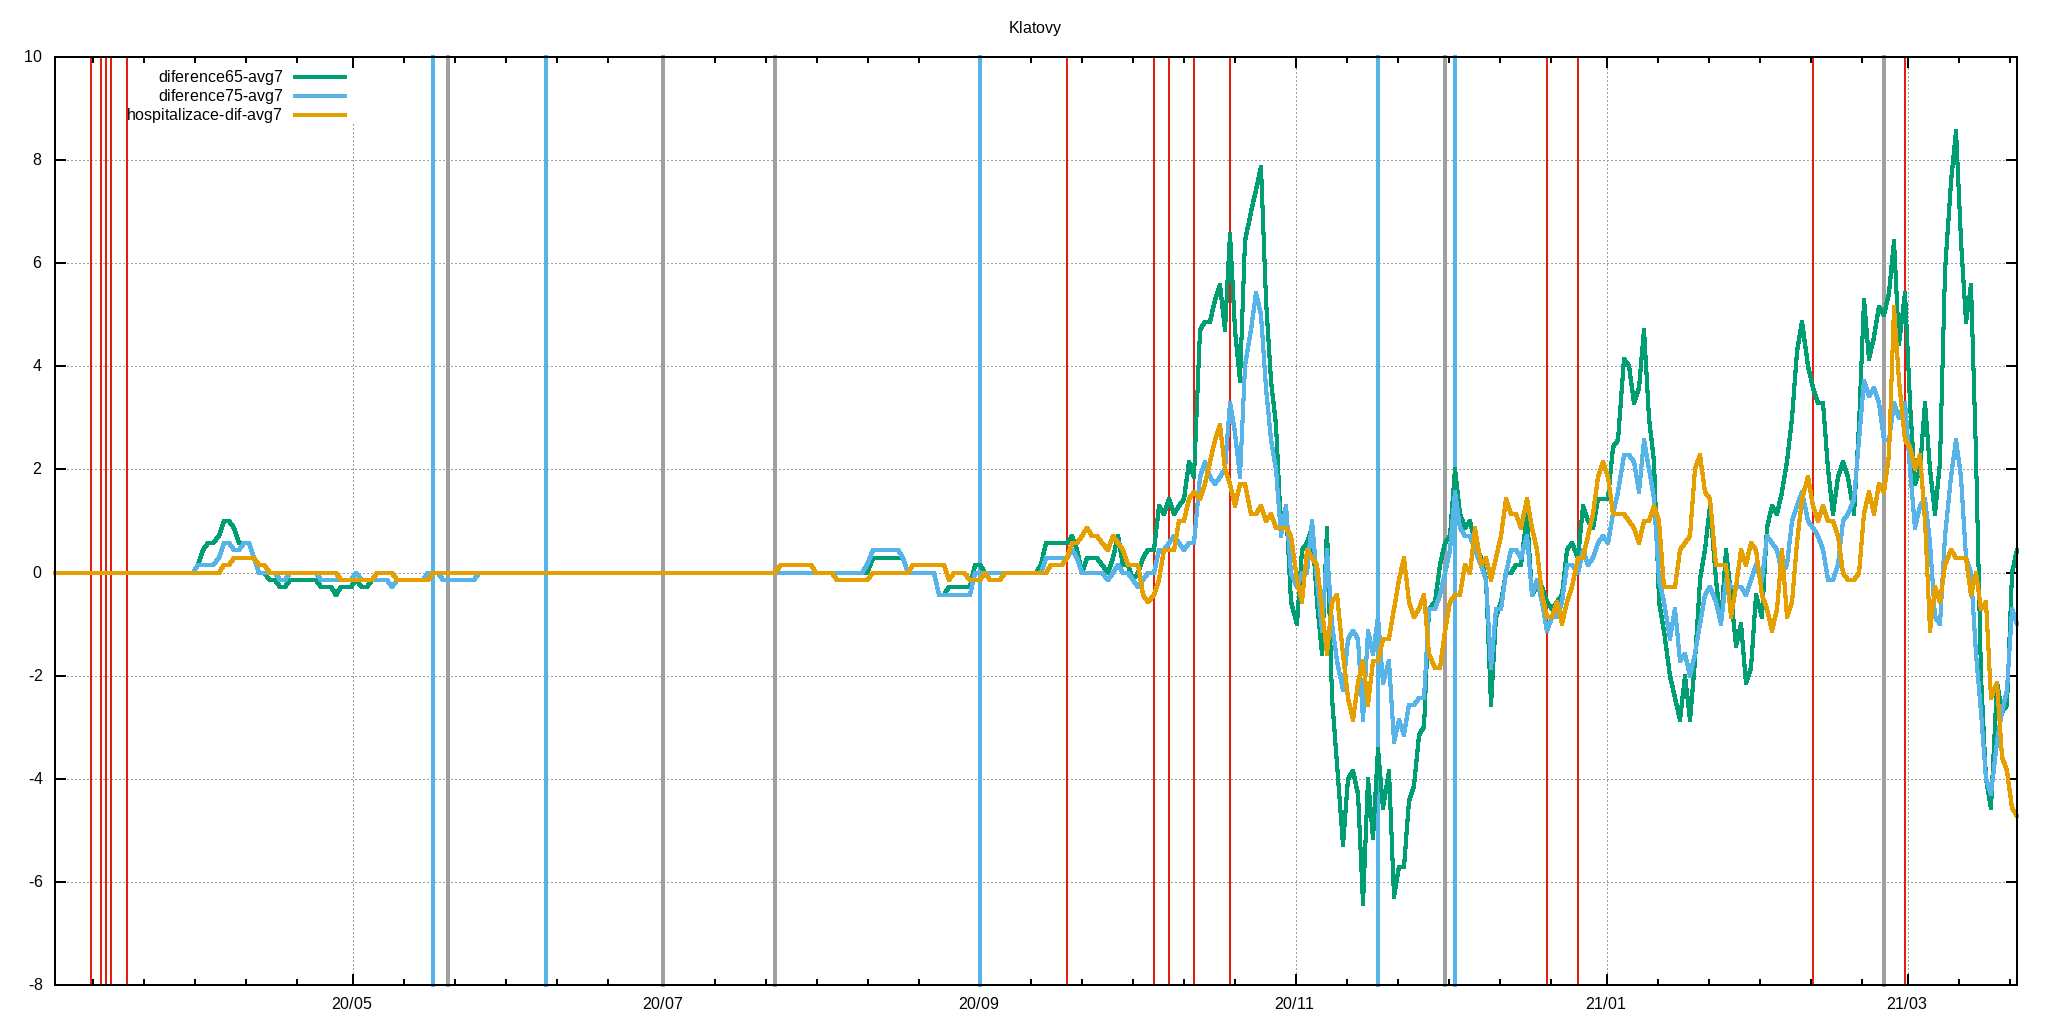 Klatovy
10
diference65-avg7
diference75-avg7
hospitalizace-dif-avg7
8
6
4
2
0
-2
-4
-6
-8
20/05 20/07 20/09 20/11 21/01 21/03